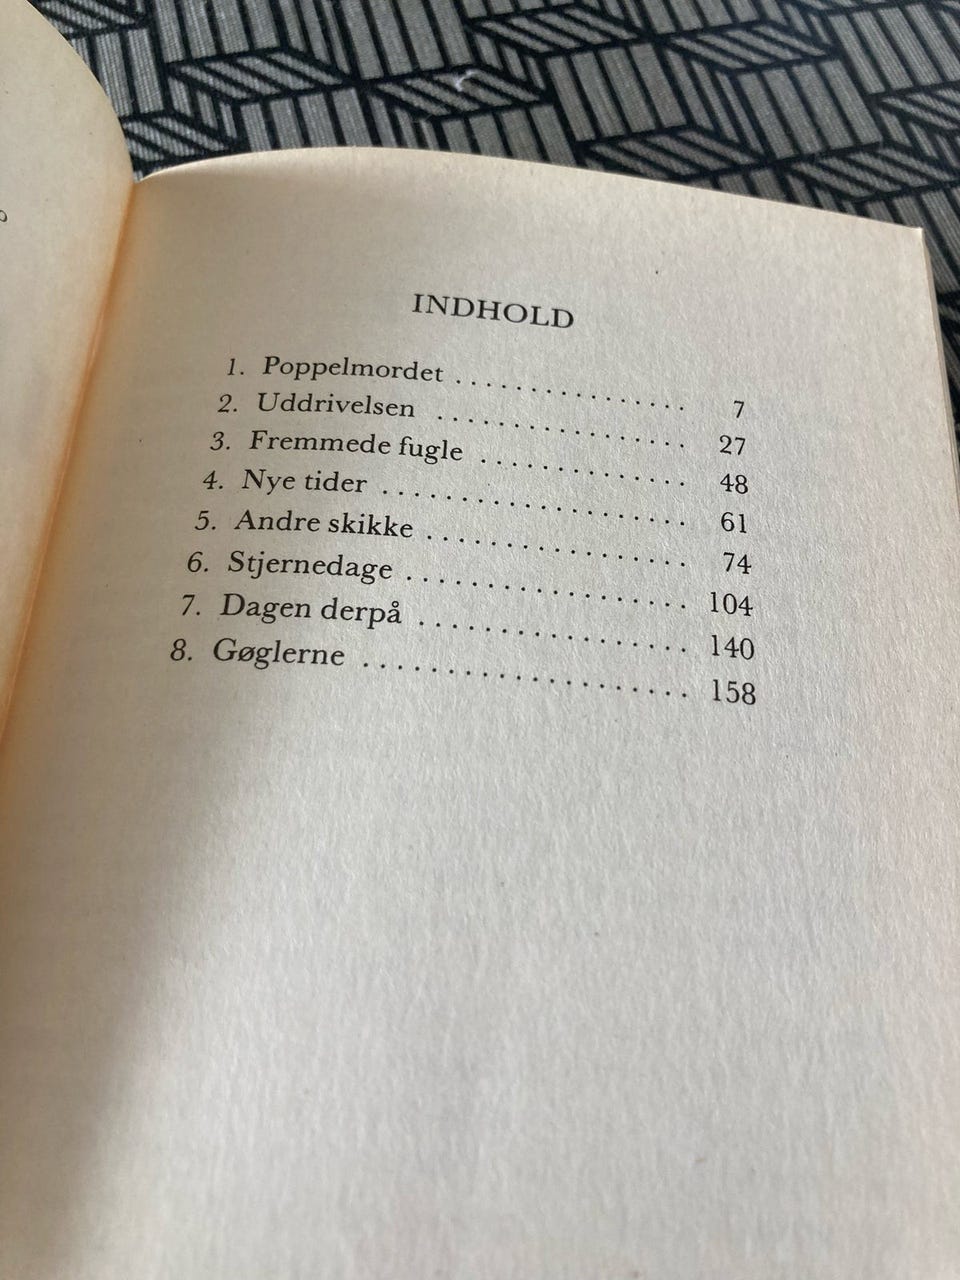 INDHOLD
1. Poppelmordet . . . . . . . . . . . . . . . . 7
2. Uddrivelsen . . . . . . . . . . . . . . . . . 27
3. Fremmede fugle . . . . . . . . . . . . . . 48
4. Nye tider . . . . . . . . . . . . . . . . . . . . 61
5. Andre skikke . . . . . . . . . . . . . . . . . 74
6. Stjernedage . . . . . . . . . . . . . . . . . . 104
7. Dagen derpå . . . . . . . . . . . . . . . . . 140
8. Gøglerne . . . . . . . . . . . . . . . . . . . . 158